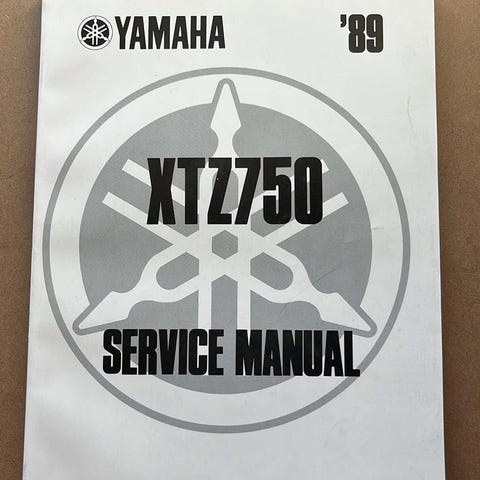 YAMAHA '89
XTZ750
SERVICE MANUAL